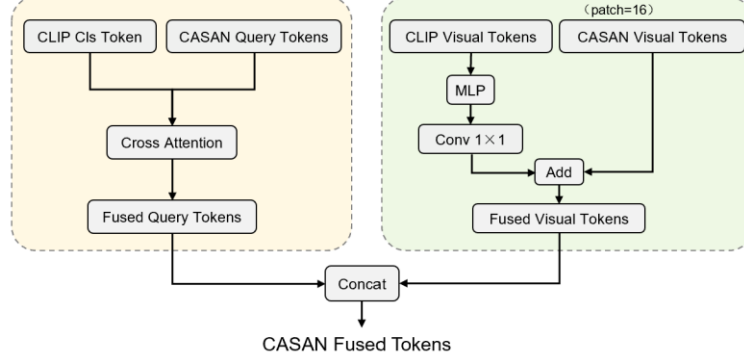 （patch=16）
CLIP Cls Token
CASAN Query Tokens
CLIP Visual Tokens
CASAN Visual Tokens
MLP
Cross Attention
Conv 1×1
Add
Fused Query Tokens
Fused Visual Tokens
Concat
CASAN Fused Tokens